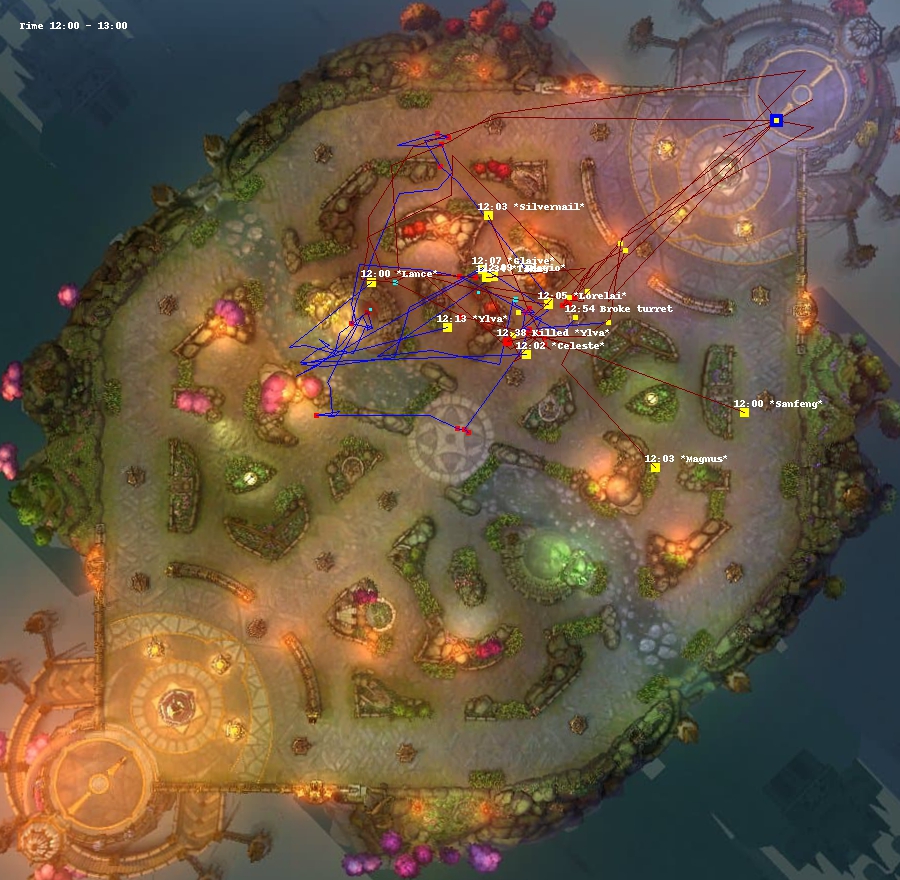 Time 12:00 - 13:00
12:03 *Silvernail*
12:07 *Glaive*
12:00 *Lance*
12:05 *Lorelai*
12:54 Broke turret
12:13 *Ylva*
12:38 Killed *Ylva*
12:02 *Celeste*
12:00 *Sanfeng*
12:03 *Magnus*